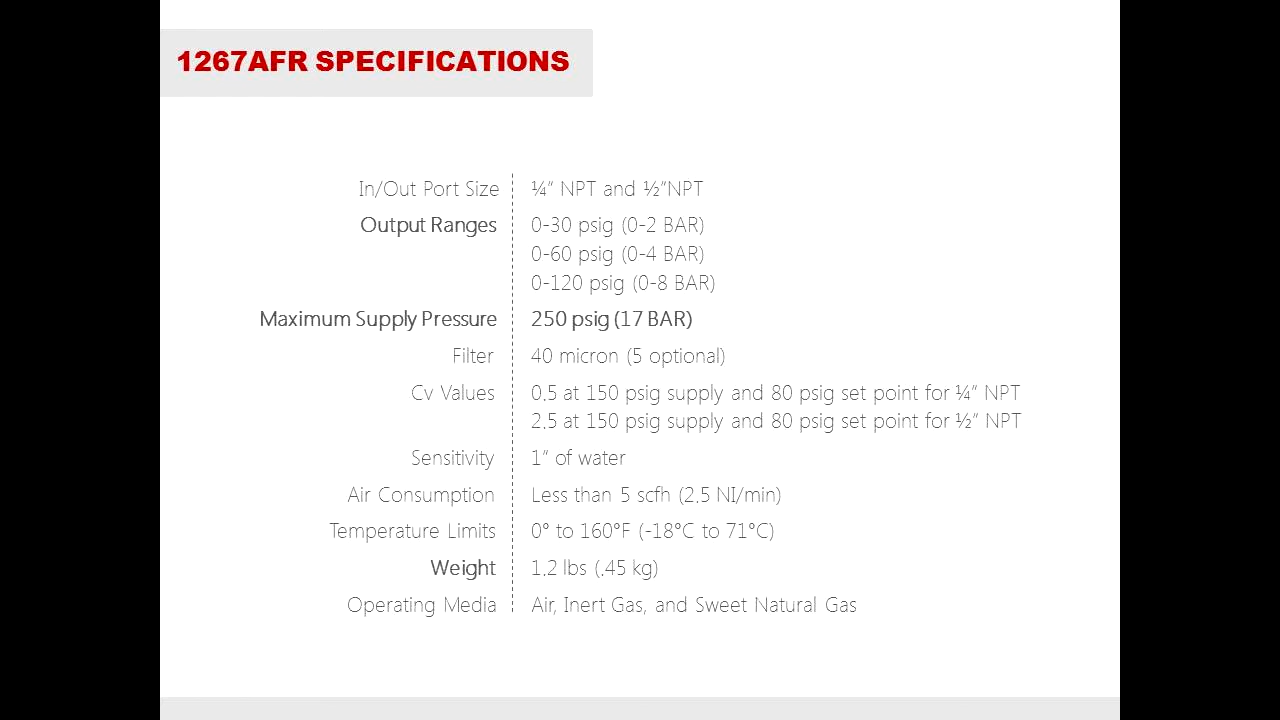 1267AFR SPECIFICATIONS
In/Out Port Size ¼” NPT and ½”NPT
Output Ranges 0-30 psig (0-2 BAR)
0-60 psig (0-4 BAR)
0-120 psig (0-8 BAR)
Maximum Supply Pressure 250 psig (17 BAR)
Filter 40 micron (5 optional)
Cv Values 0.5 at 150 psig supply and 80 psig set point for ¼” NPT
2.5 at 150 psig supply and 80 psig set point for ½” NPT
Sensitivity 1” of water
Air Consumption Less than 5 scfh (2.5 NI/min)
Temperature Limits 0° to 160°F (-18°C to 71°C)
Weight 1.2 lbs (.45 kg)
Operating Media Air, Inert Gas, and Sweet Natural Gas